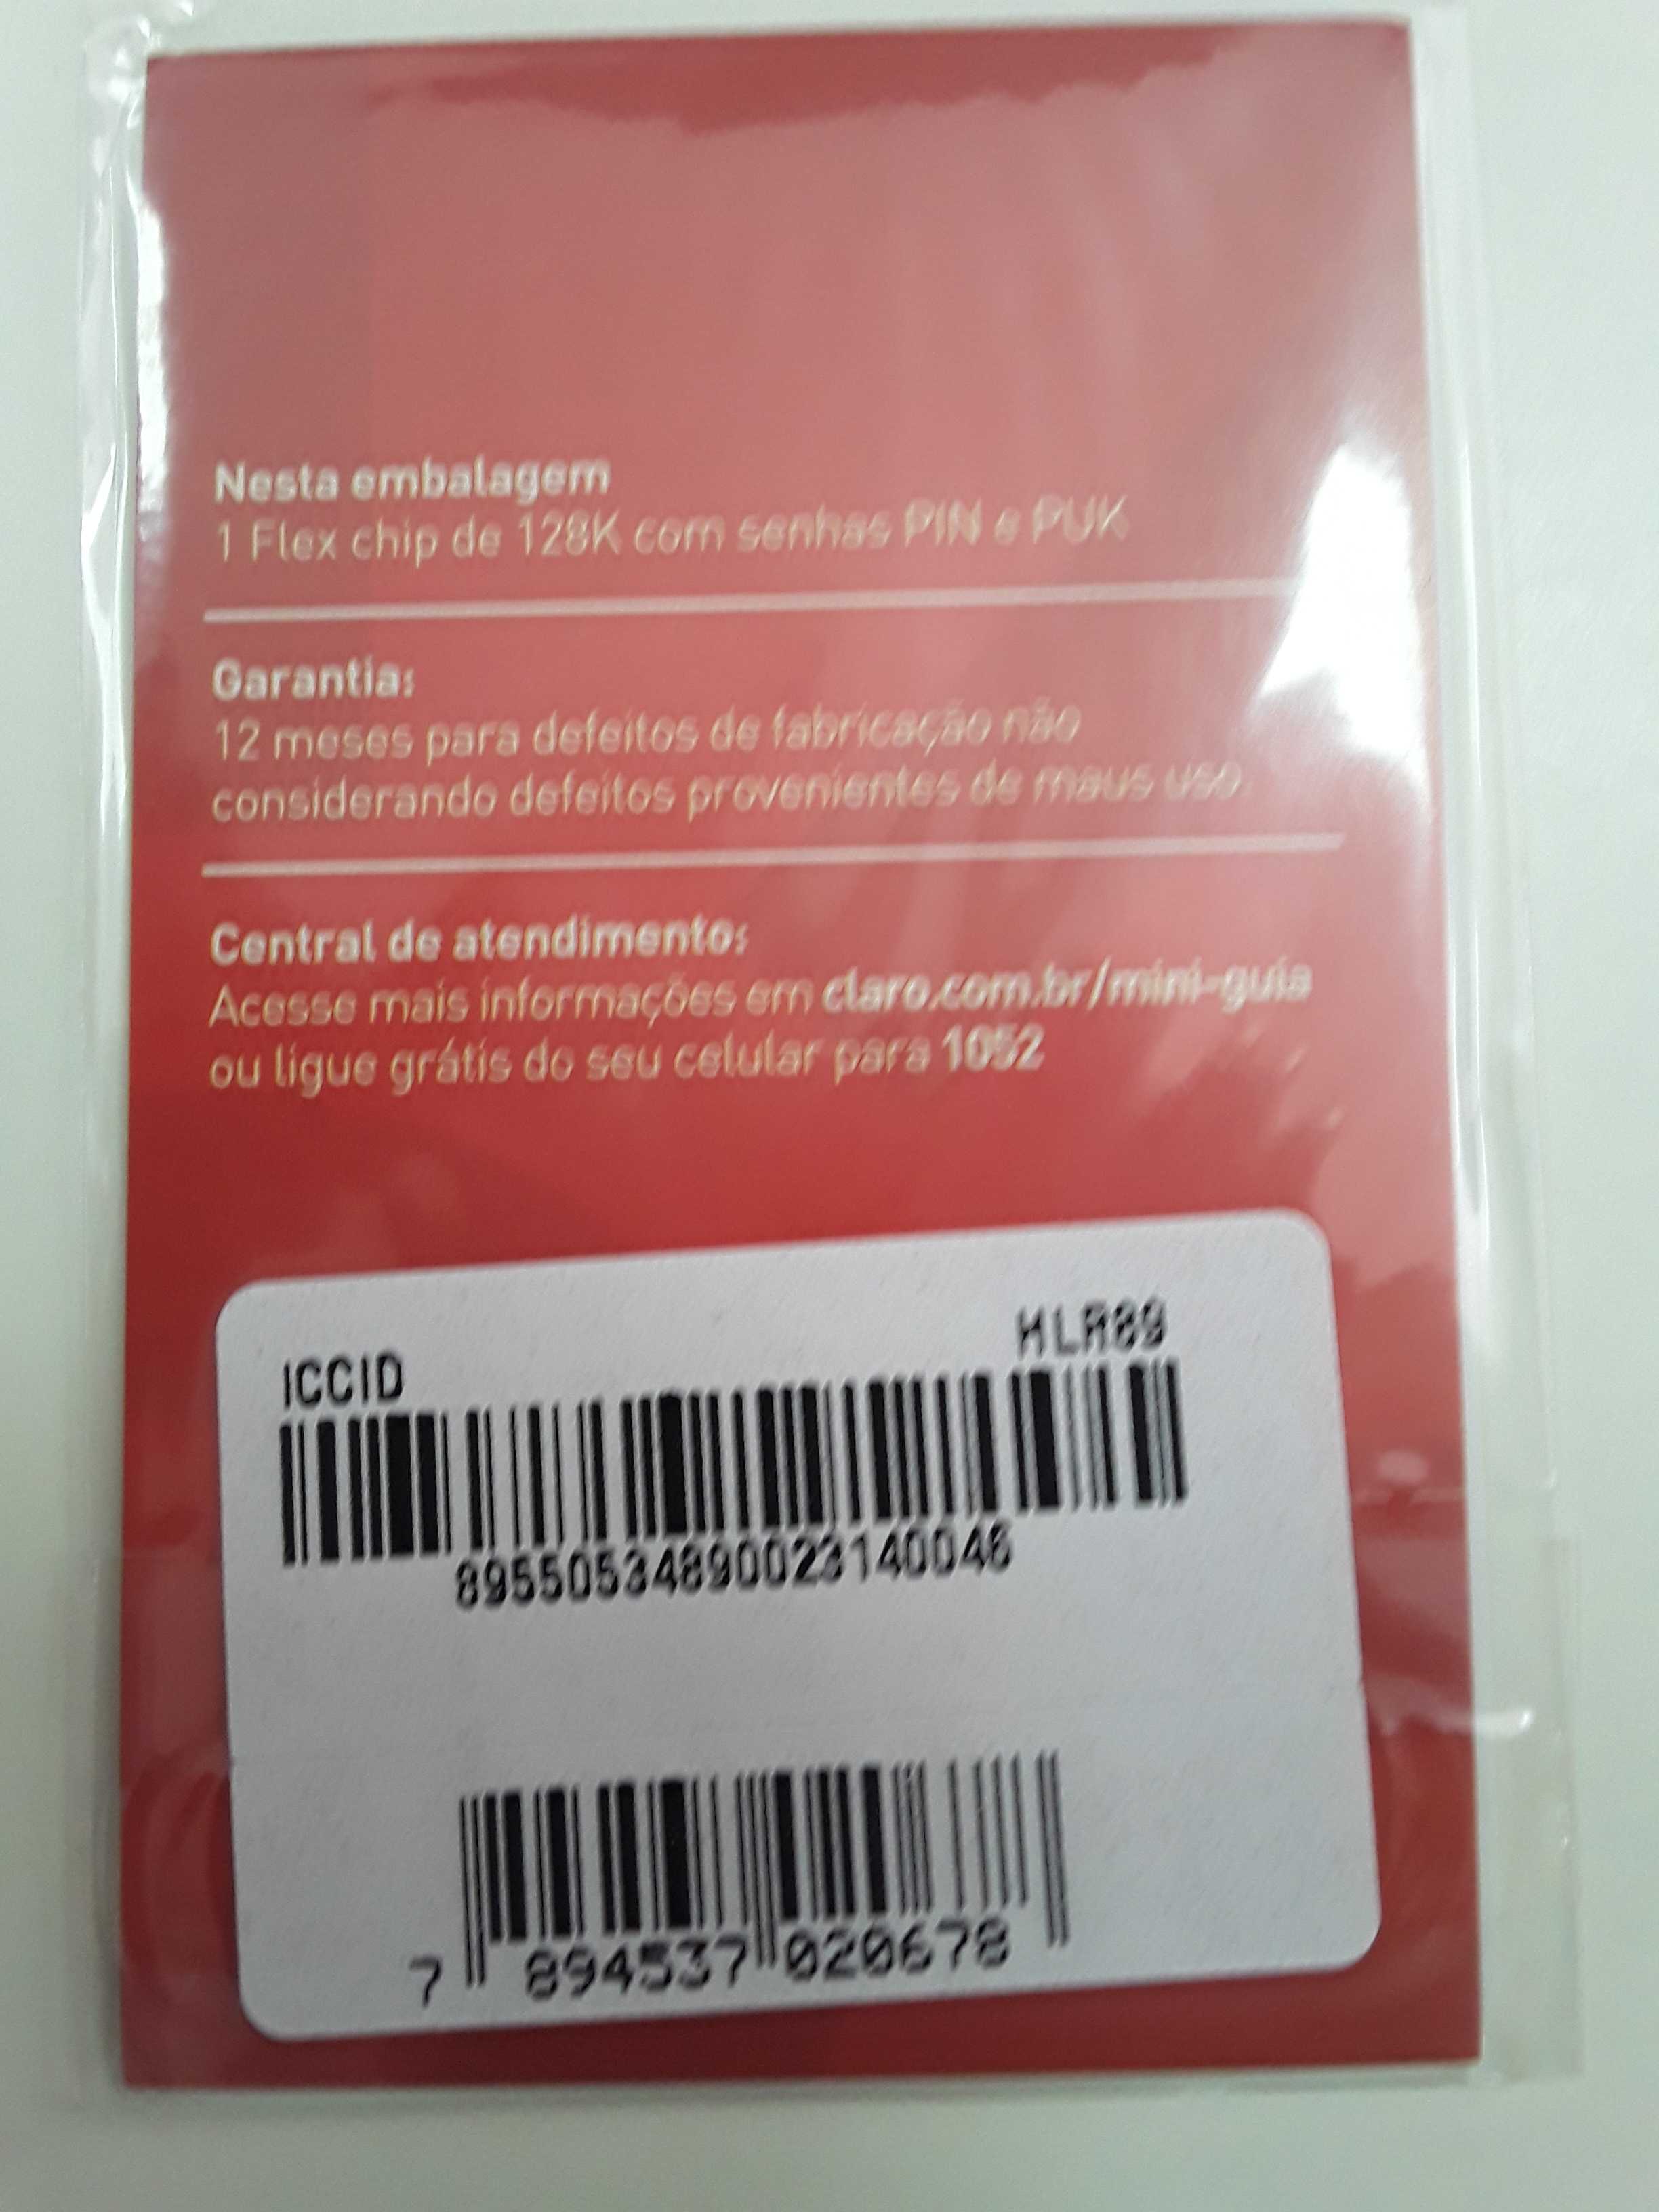 Nesta embalagem
1 Flex chip de 128K com senhas PIN e PUK
Garantia:
12 meses para defeitos de fabricação não
considerando defeitos provenientes de maus uso.
Central de atendimento:
Acesse mais informações em claro.com.br/mini-guia
ou ligue grátis do seu celular para 1052
ICCID HLR89
89550534890023140046
7 894537 020678